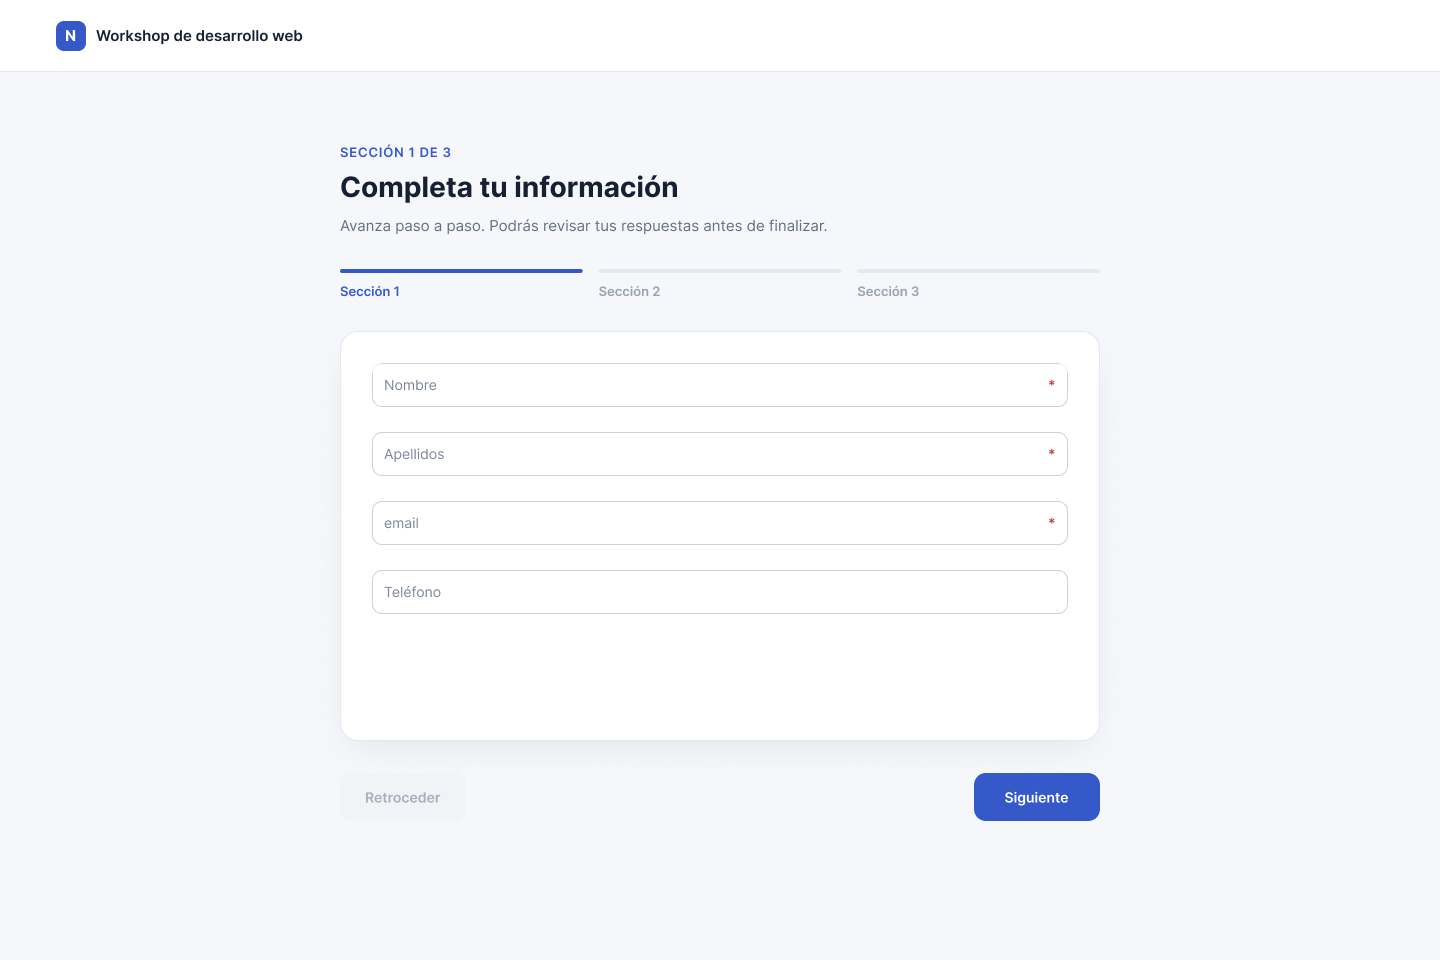 N Workshop de desarrollo web
SECCIÓN 1 DE 3
Completa tu información
Avanza paso a paso. Podrás revisar tus respuestas antes de finalizar.
Sección 1 Sección 2 Sección 3
Nombre *
Apellidos *
email *
Teléfono
Retroceder Siguiente